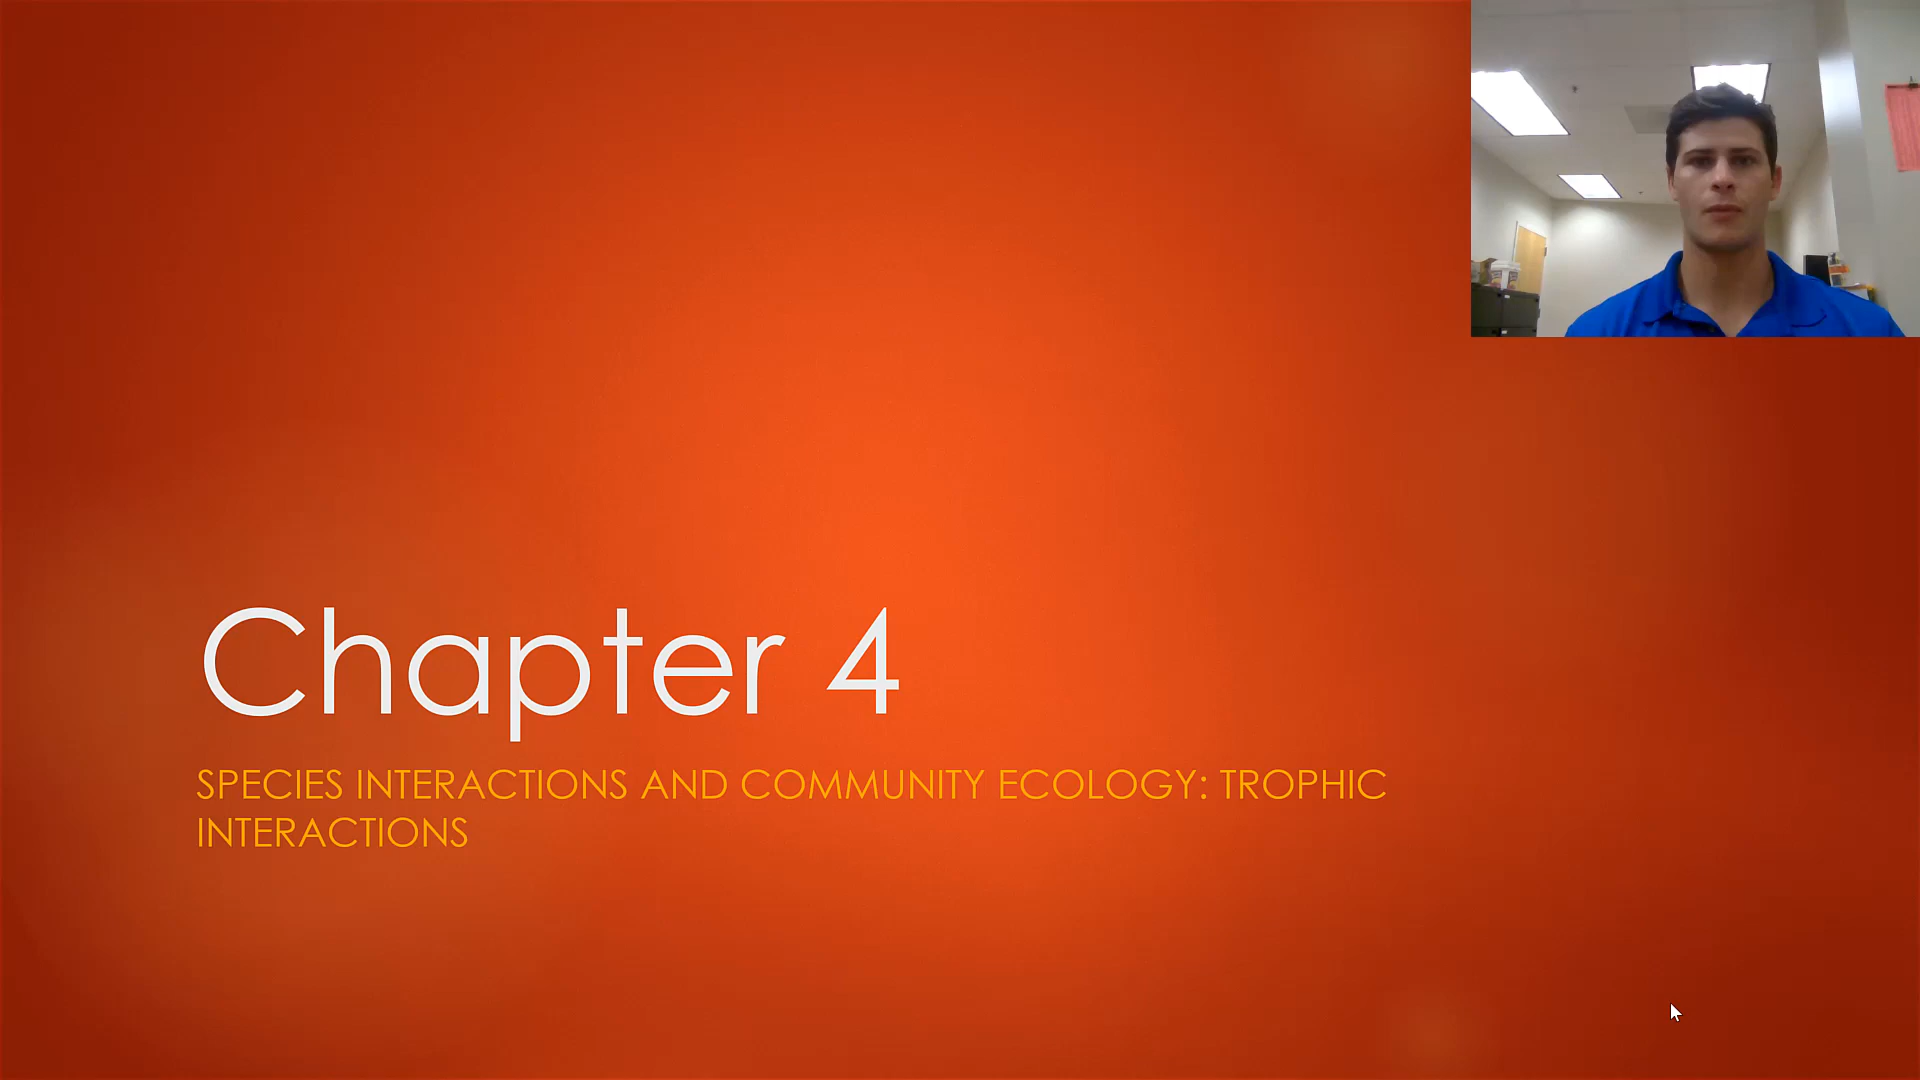 Chapter 4
SPECIES INTERACTIONS AND COMMUNITY ECOLOGY: TROPHIC
INTERACTIONS